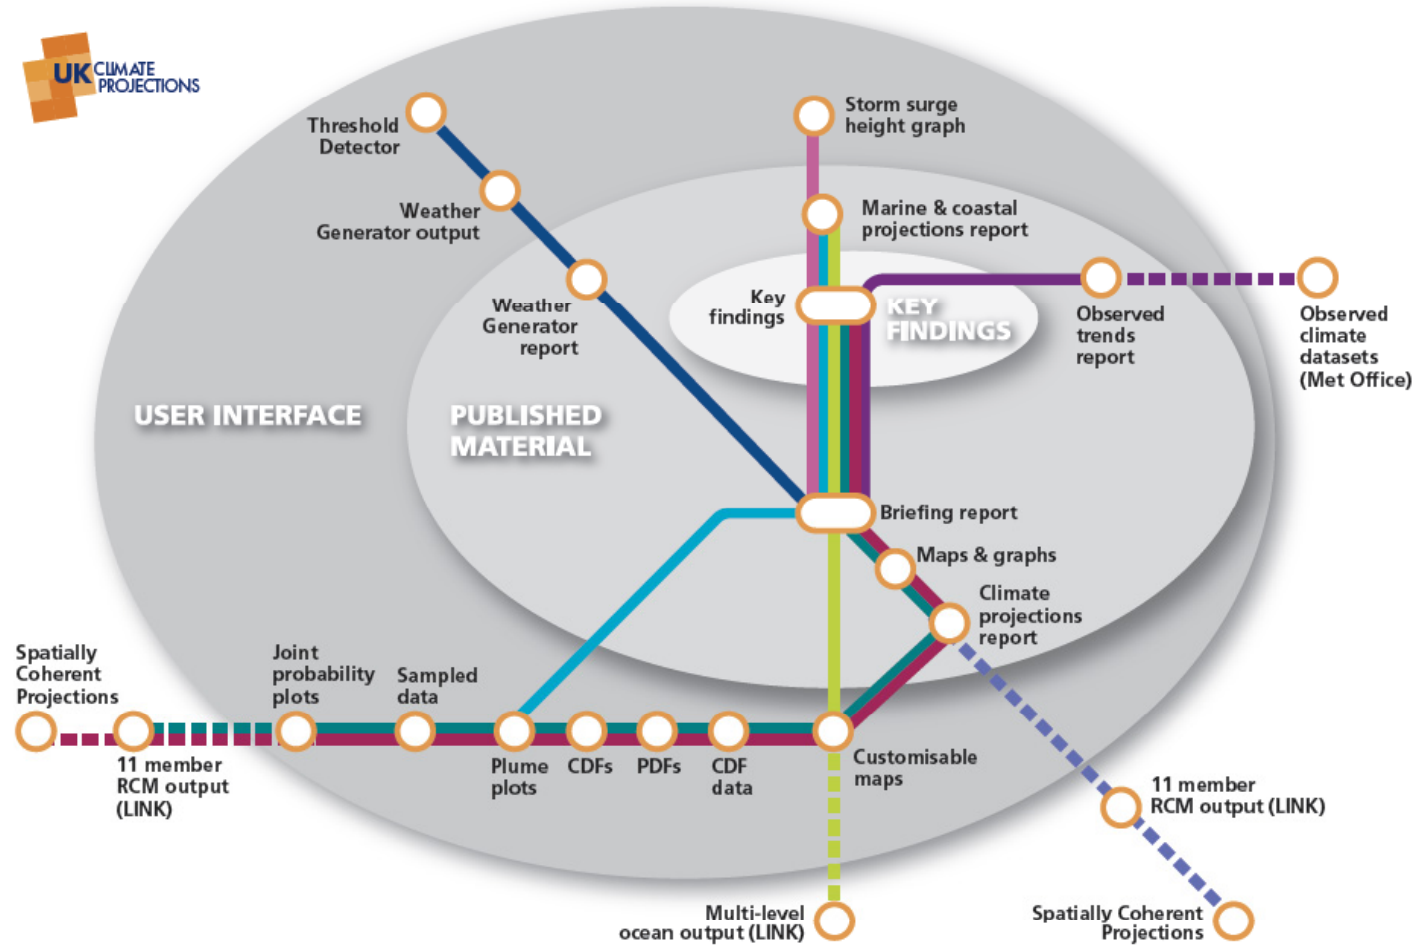 UK CLIMATE
PROJECTIONS
Threshold
Detector
Storm surge
height graph
Weather
Generator output
Marine & coastal
projections report
Weather
Generator
report
Key
findings
KEY
FINDINGS
Observed
trends
report
Observed
climate
datasets
(Met Office)
USER INTERFACE
PUBLISHED
MATERIAL
Briefing report
Maps & graphs
Climate
projections
report
Spatially
Coherent
Projections
Joint
probability
plots
Sampled
data
11 member
RCM output
(LINK)
Plume
plots
CDFs
PDFs
CDF
data
Customisable
maps
11 member
RCM output (LINK)
Multi-level
ocean output (LINK)
Spatially Coherent
Projections